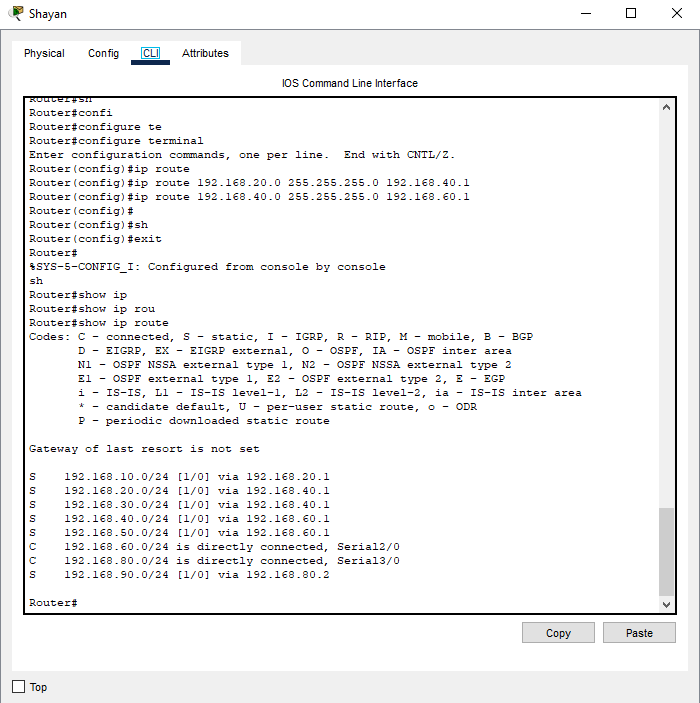 Shayan
Physical Config CLI Attributes
IOS Command Line Interface
Router#sh
Router#confi
Router#configure te
Router#configure terminal
Enter configuration commands, one per line.  End with CNTL/Z.
Router(config)#ip route
Router(config)#ip route 192.168.20.0 255.255.255.0 192.168.40.1
Router(config)#ip route 192.168.40.0 255.255.255.0 192.168.60.1
Router(config)#
Router(config)#sh
Router(config)#exit
Router#
%SYS-5-CONFIG_I: Configured from console by console
sh
Router#show ip
Router#show ip rou
Router#show ip route
Codes: C - connected, S - static, I - IGRP, R - RIP, M - mobile, B - BGP
       D - EIGRP, EX - EIGRP external, O - OSPF, IA - OSPF inter area
       N1 - OSPF NSSA external type 1, N2 - OSPF NSSA external type 2
       E1 - OSPF external type 1, E2 - OSPF external type 2, E - EGP
       i - IS-IS, L1 - IS-IS level-1, L2 - IS-IS level-2, ia - IS-IS inter area
       * - candidate default, U - per-user static route, o - ODR
       P - periodic downloaded static route
Gateway of last resort is not set
S    192.168.10.0/24 [1/0] via 192.168.20.1
S    192.168.20.0/24 [1/0] via 192.168.40.1
S    192.168.30.0/24 [1/0] via 192.168.40.1
S    192.168.40.0/24 [1/0] via 192.168.60.1
S    192.168.50.0/24 [1/0] via 192.168.60.1
C    192.168.60.0/24 is directly connected, Serial2/0
C    192.168.80.0/24 is directly connected, Serial3/0
S    192.168.90.0/24 [1/0] via 192.168.80.2
Router#
Copy Paste
Top